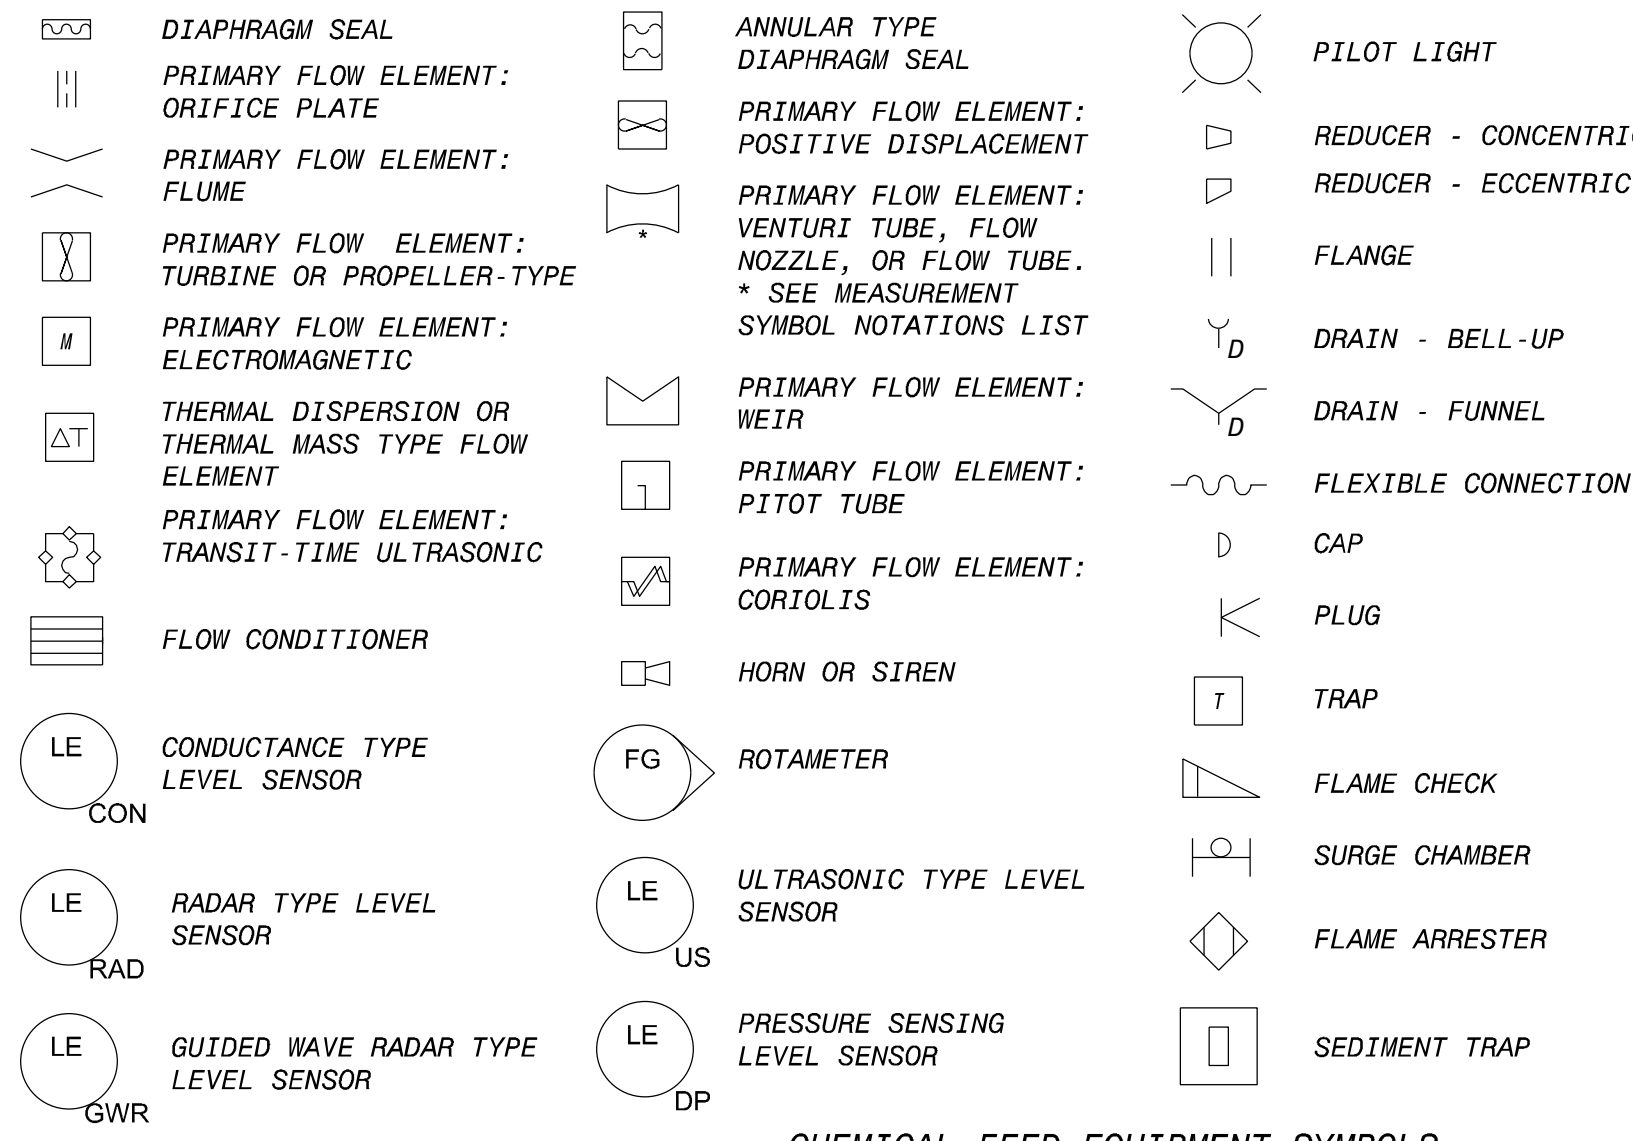 DIAPHRAGM SEAL
PRIMARY FLOW ELEMENT:
ORIFICE PLATE
PRIMARY FLOW ELEMENT:
FLUME
PRIMARY FLOW ELEMENT:
TURBINE OR PROPELLER-TYPE
M
PRIMARY FLOW ELEMENT:
ELECTROMAGNETIC
ΔT
THERMAL DISPERSION OR
THERMAL MASS TYPE FLOW
ELEMENT
PRIMARY FLOW ELEMENT:
TRANSIT-TIME ULTRASONIC
FLOW CONDITIONER
LE
CON
CONDUCTANCE TYPE
LEVEL SENSOR
LE
RAD
RADAR TYPE LEVEL
SENSOR
LE
GWR
GUIDED WAVE RADAR TYPE
LEVEL SENSOR
ANNULAR TYPE
DIAPHRAGM SEAL
PRIMARY FLOW ELEMENT:
POSITIVE DISPLACEMENT
*
PRIMARY FLOW ELEMENT:
VENTURI TUBE, FLOW
NOZZLE, OR FLOW TUBE.
* SEE MEASUREMENT
SYMBOL NOTATIONS LIST
PRIMARY FLOW ELEMENT:
WEIR
PRIMARY FLOW ELEMENT:
PITOT TUBE
PRIMARY FLOW ELEMENT:
CORIOLIS
HORN OR SIREN
FG
ROTAMETER
LE
US
ULTRASONIC TYPE LEVEL
SENSOR
LE
DP
PRESSURE SENSING
LEVEL SENSOR
PILOT LIGHT
REDUCER - CONCENTRIC
REDUCER - ECCENTRIC
FLANGE
D
DRAIN - BELL-UP
D
DRAIN - FUNNEL
FLEXIBLE CONNECTION
CAP
PLUG
T
TRAP
FLAME CHECK
SURGE CHAMBER
FLAME ARRESTER
SEDIMENT TRAP
CHEMICAL FEED EQUIPMENT SYMBOLS